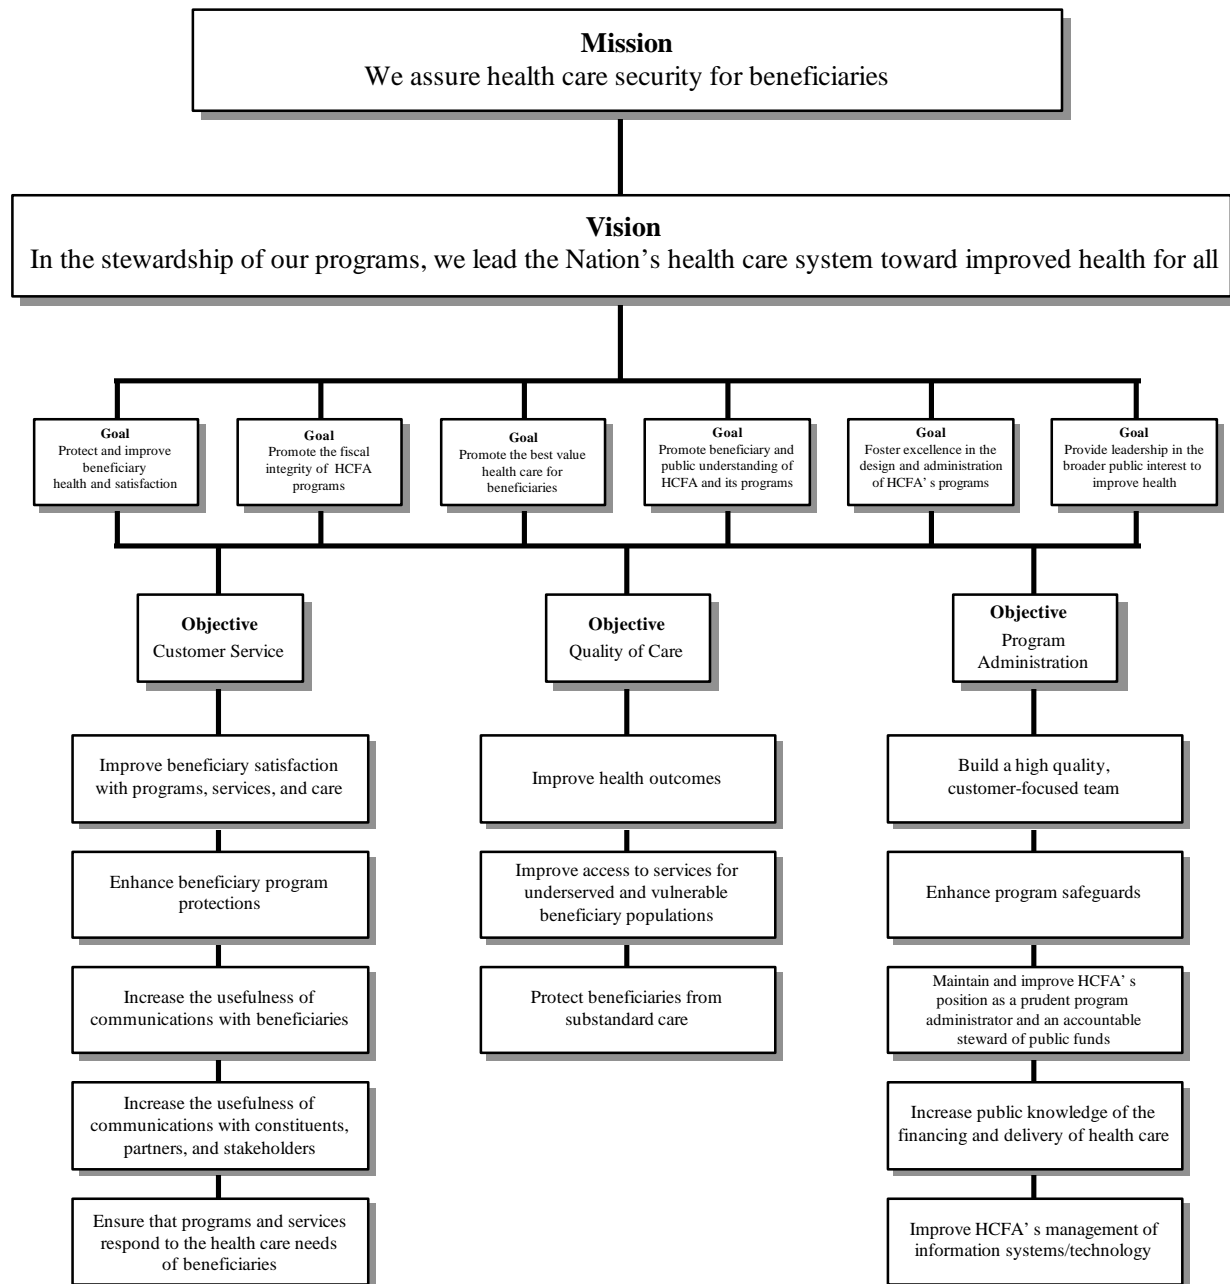 Mission
We assure health care security for beneficiaries
Vision
In the stewardship of our programs, we lead the Nation’s health care system toward improved health for all
Goal
Protect and improve
beneficiary
health and satisfaction
Goal
Promote the fiscal
integrity of HCFA
programs
Goal
Promote the best value
health care for
beneficiaries
Goal
Promote beneficiary and
public understanding of
HCFA and its programs
Goal
Foster excellence in the
design and administration
of HCFA’ s programs
Goal
Provide leadership in the
broader public interest to
improve health
Objective
Customer Service
Objective
Quality of Care
Objective
Program
Administration
Improve beneficiary satisfaction
with programs, services, and care
Enhance beneficiary program
protections
Increase the usefulness of
communications with beneficiaries
Increase the usefulness of
communications with constituents,
partners, and stakeholders
Ensure that programs and services
respond to the health care needs
of beneficiaries
Improve health outcomes
Improve access to services for
underserved and vulnerable
beneficiary populations
Protect beneficiaries from
substandard care
Build a high quality,
customer-focused team
Enhance program safeguards
Maintain and improve HCFA’ s
position as a prudent program
administrator and an accountable
steward of public funds
Increase public knowledge of the
financing and delivery of health care
Improve HCFA’ s management of
information systems/technology